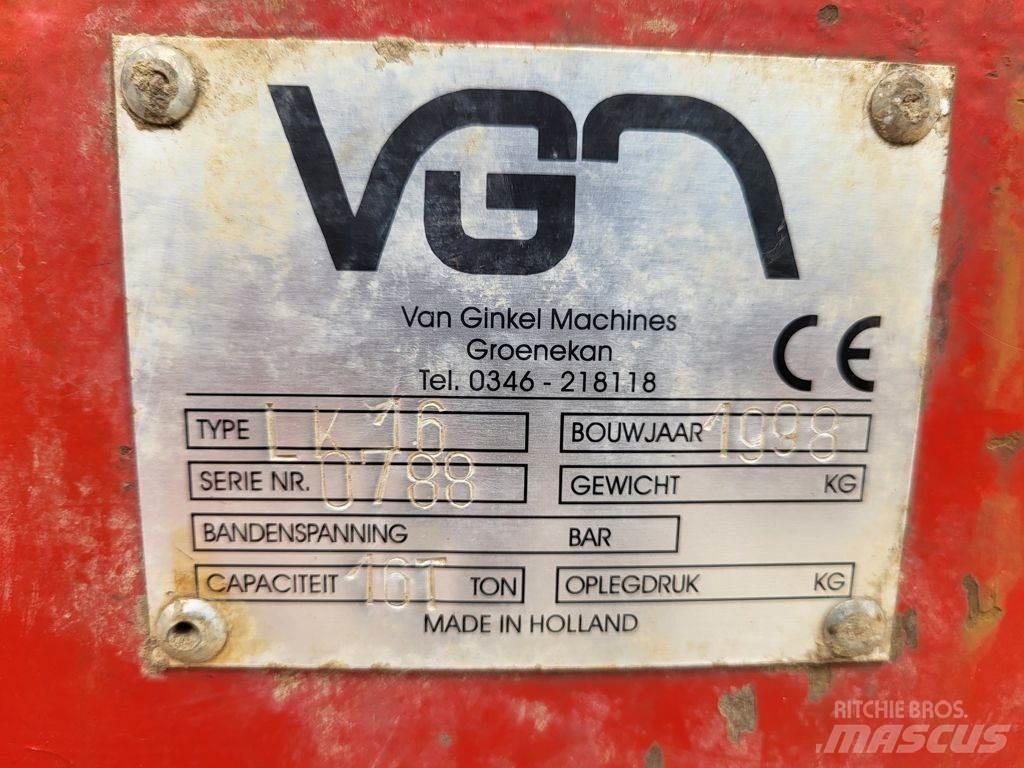 VGn
Van Ginkel Machines
Groenekan
Tel. 0346 - 218118
CE
TYPE LK 16
BOUWJAAR 1998
SERIE NR. 0788
GEWICHT KG
BANDENSPANNING BAR
CAPACITEIT 16T TON
OPLEGDRUK KG
MADE IN HOLLAND
RITCHIE BROS.
MASCUS